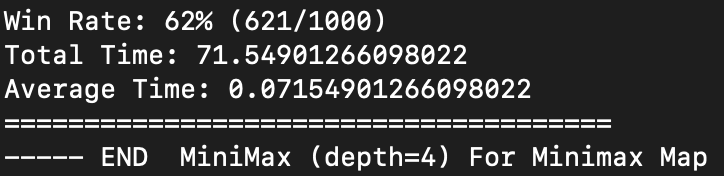 Win Rate: 62% (621/1000)
Total Time: 71.54901266098022
Average Time: 0.07154901266098022
======================================
----- END  MiniMax (depth=4) For Minimax Map